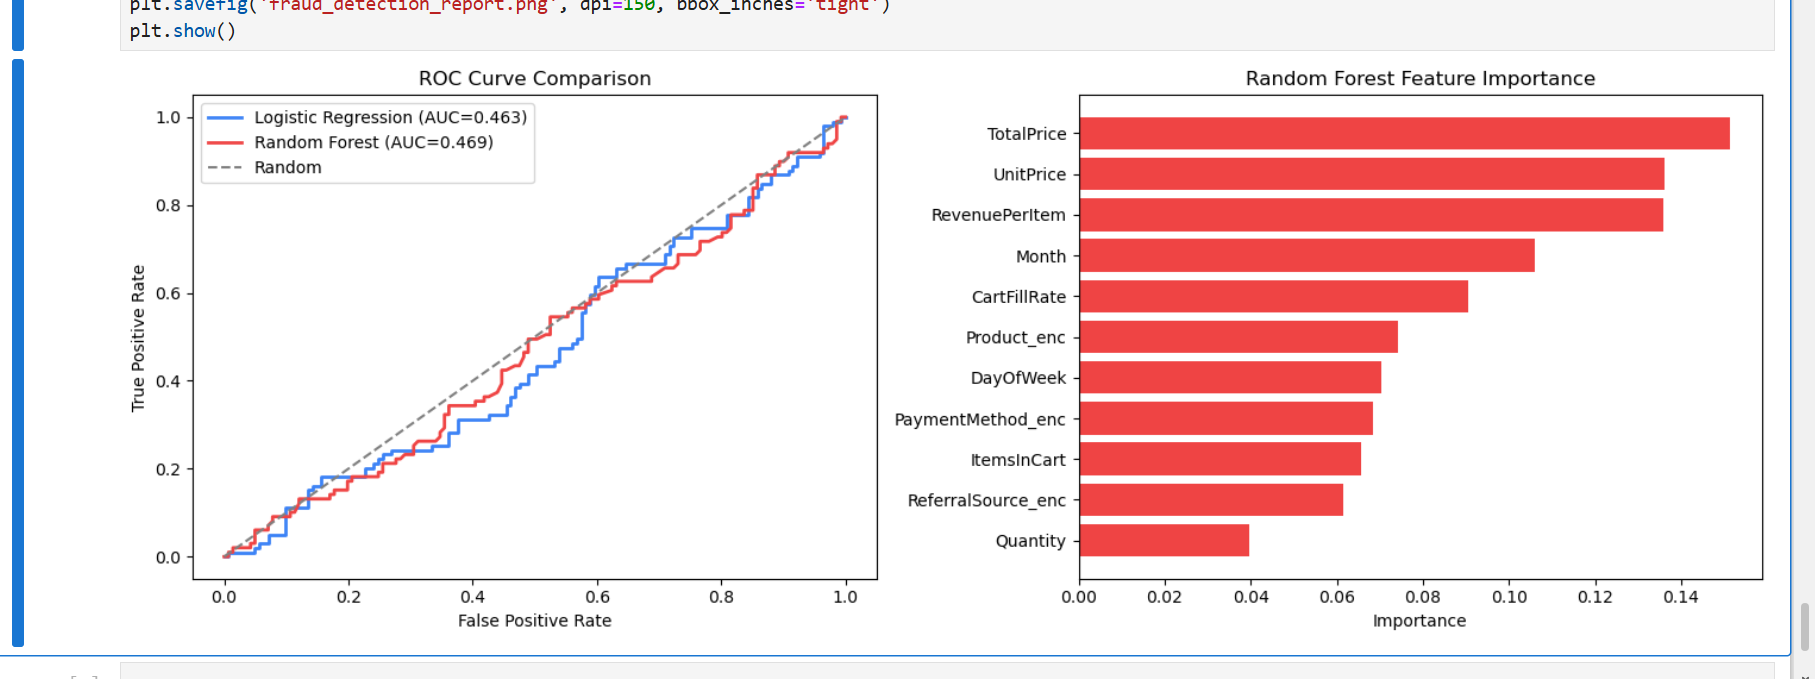 plt.savefig('fraud_detection_report.png', dpi=150, bbox_inches='tight')
plt.show()
ROC Curve Comparison
Logistic Regression (AUC=0.463)
Random Forest (AUC=0.469)
Random
True Positive Rate
1.0
0.8
0.6
0.4
0.2
0.0
0.0 0.2 0.4 0.6 0.8 1.0
False Positive Rate
Random Forest Feature Importance
TotalPrice
UnitPrice
RevenuePerItem
Month
CartFillRate
Product_enc
DayOfWeek
PaymentMethod_enc
ItemsInCart
ReferralSource_enc
Quantity
0.00 0.02 0.04 0.06 0.08 0.10 0.12 0.14
Importance